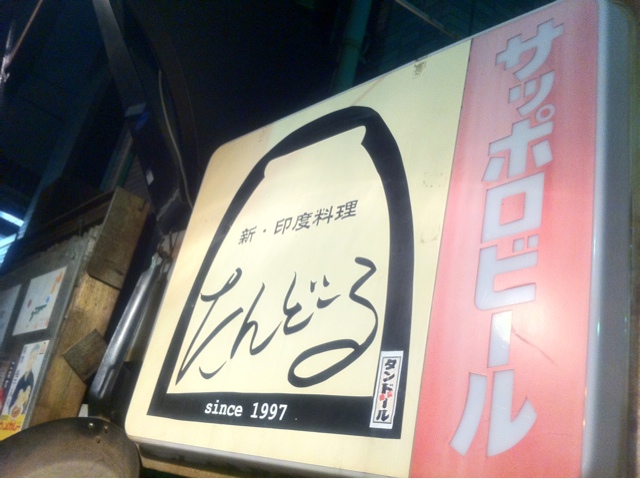 新・印度料理
たんどーる
since 1997
タンドール
サッポロビール